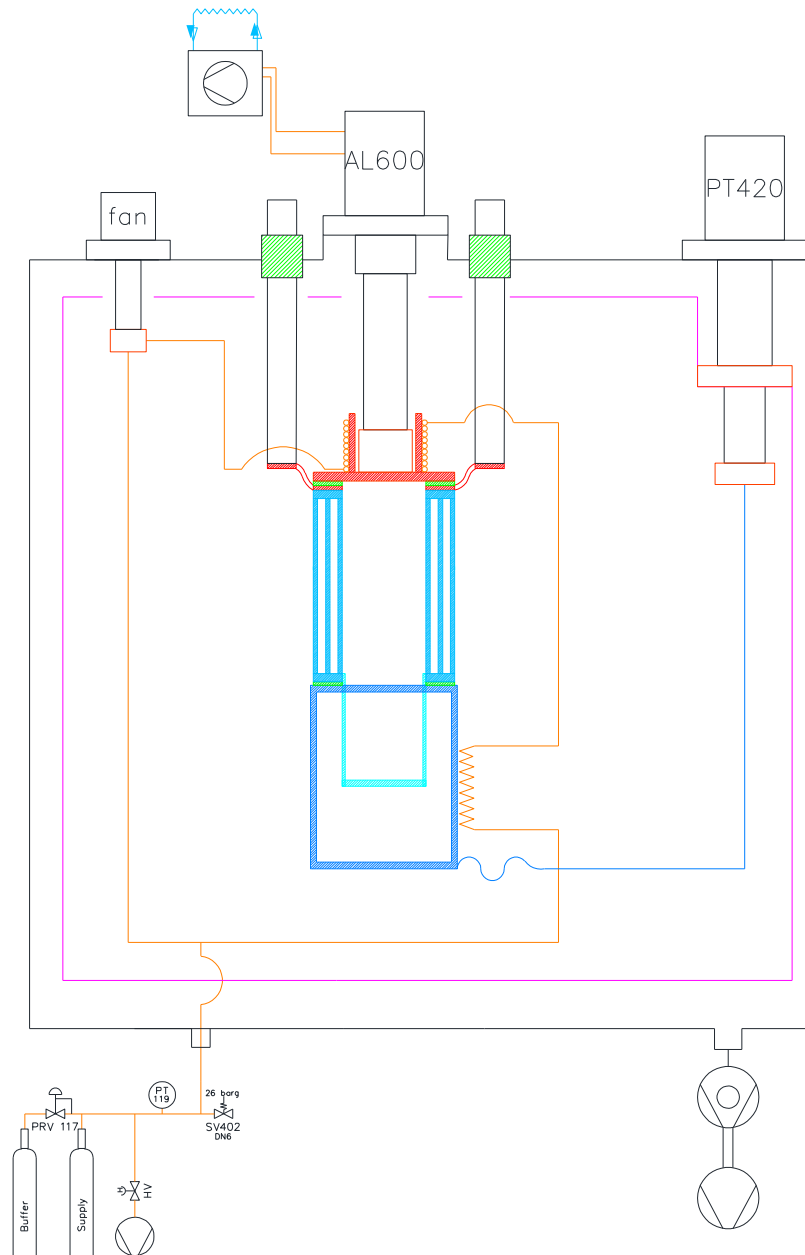 AL600
PT420
fan
PT
119
26 barg
PRV 117
SV402
DN6
HV
Buffer
Supply